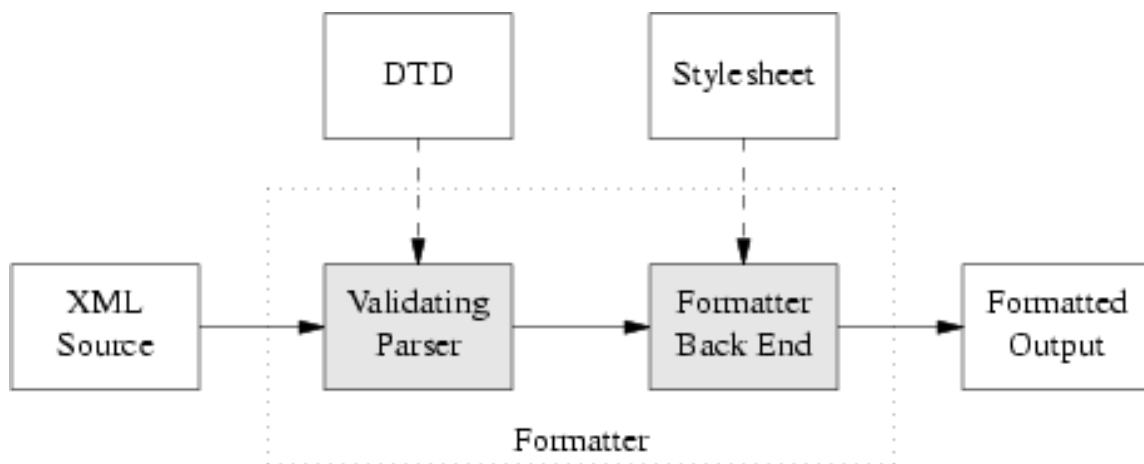 DTD
Stylesheet
XML
Source
Validating
Parser
Formatter
Back End
Formatted
Output
Formatter